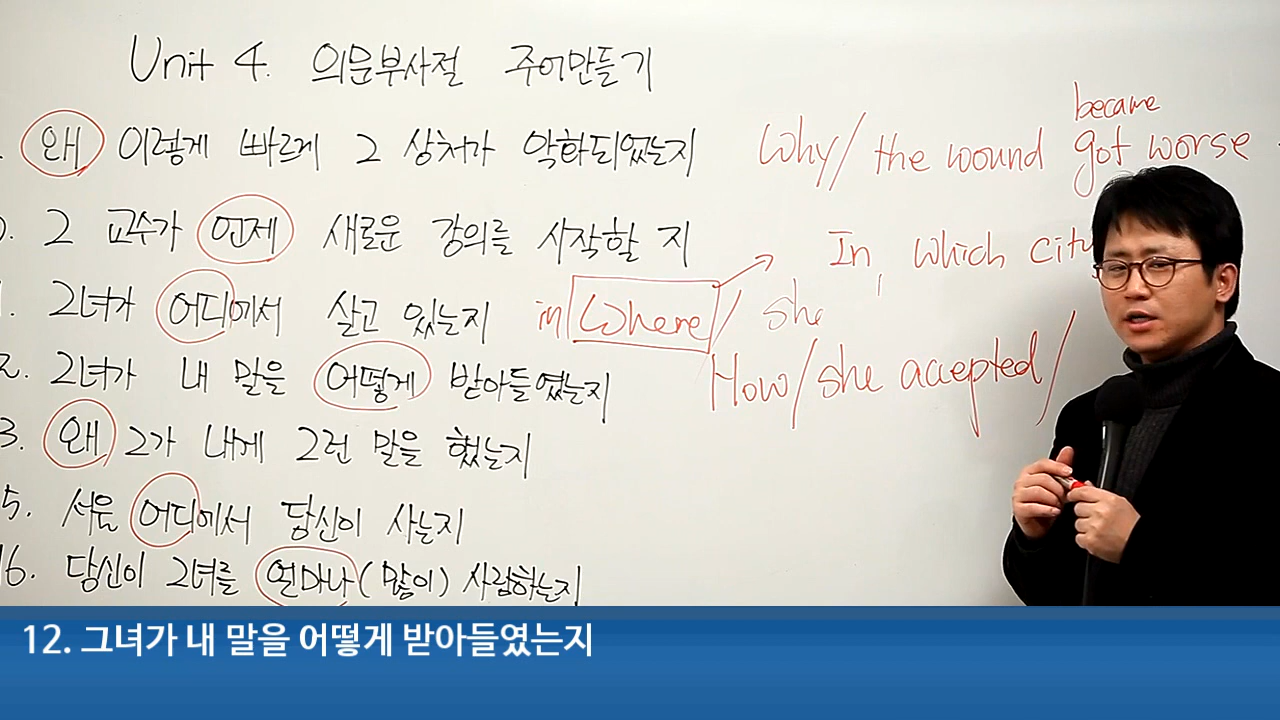 Unit 4. 의문부사절 주어만들기
왜 이렇게 빠르게 그 상처가 악화되었는지 Why/ the wound got worse
became
0. 그 교수가 언제 새로운 강의를 시작할 지
In which city
1. 그녀가 어디에서 살고 있는지 in where/ she
2. 그녀가 내 말을 어떻게 받아들였는지 How/she accepted/
3. 왜 그가 내게 그런 말을 했는지
5. 서울 어디에서 당신이 사는지
16. 당신이 그녀를 얼마나(많이) 사랑하는지
12. 그녀가 내 말을 어떻게 받아들였는지